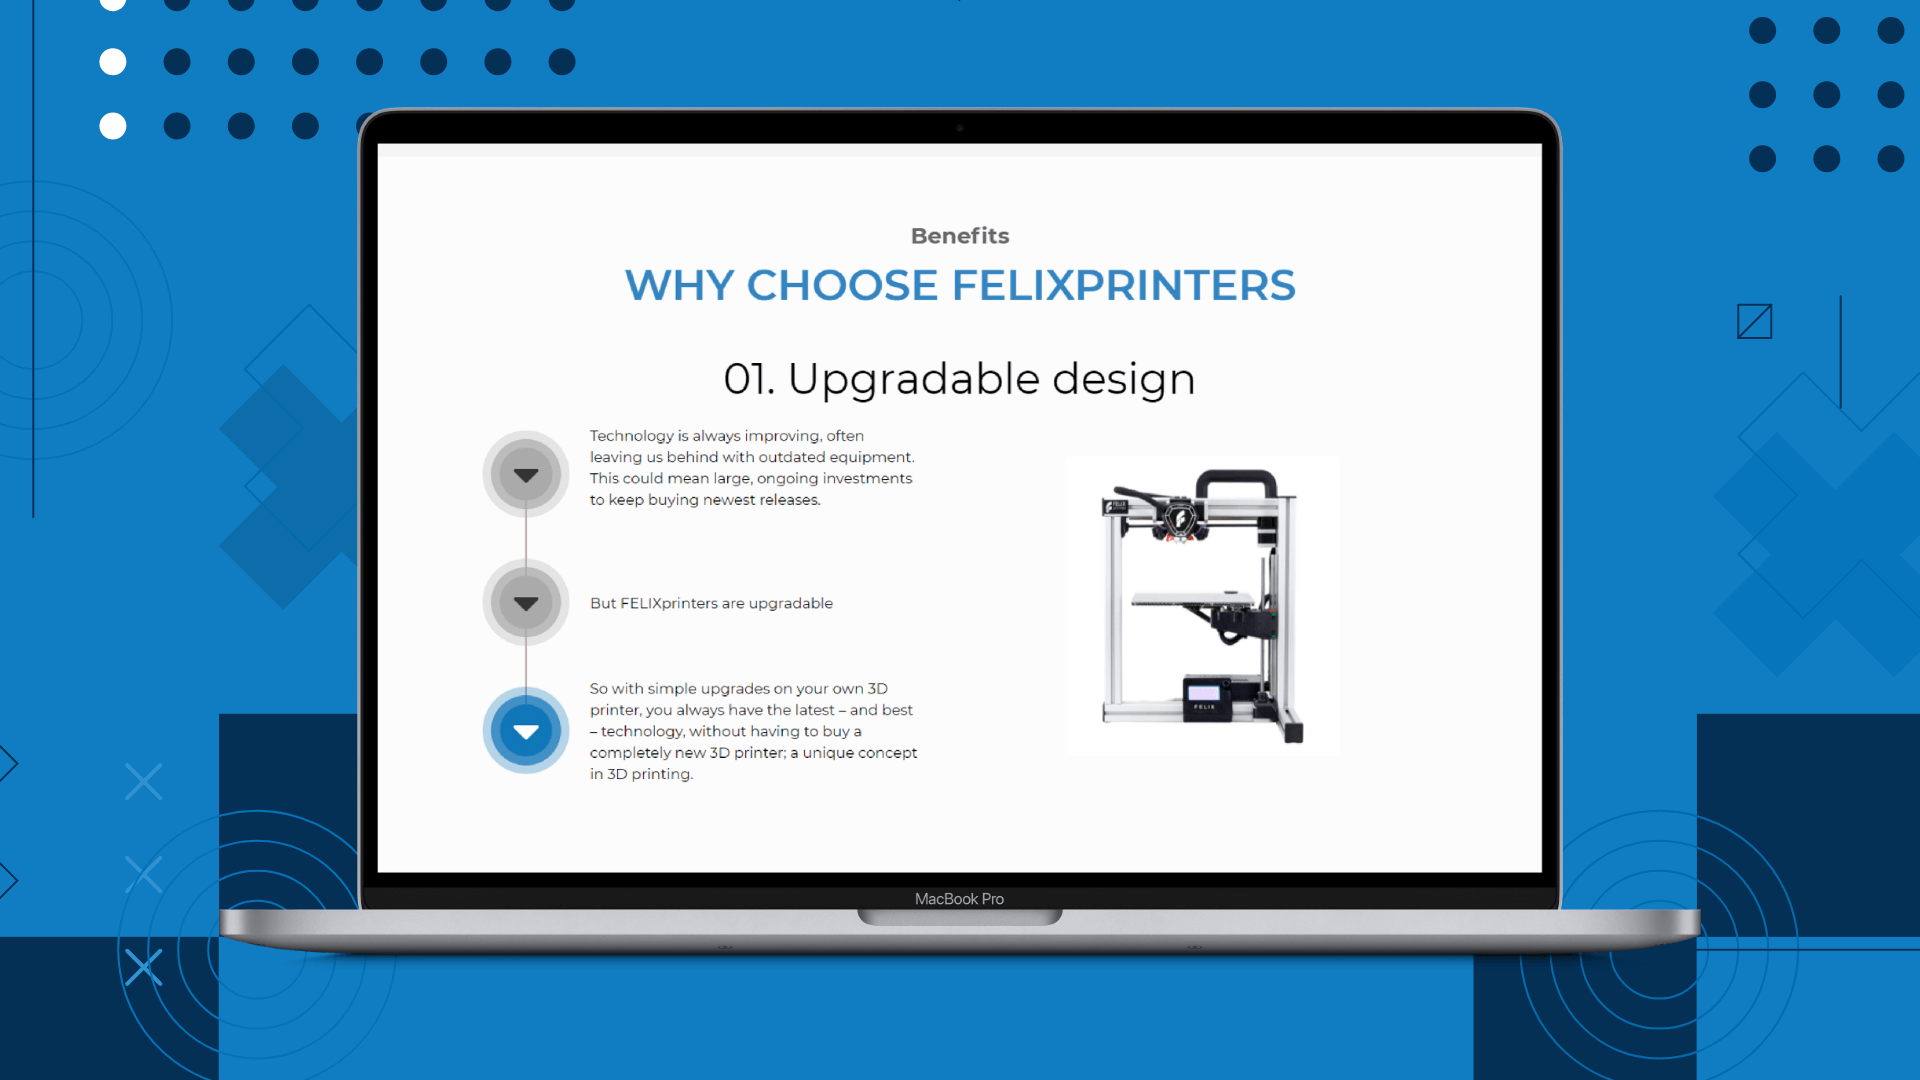 Benefits
WHY CHOOSE FELIXPRINTERS
01. Upgradable design
Technology is always improving, often
leaving us behind with outdated equipment.
This could mean large, ongoing investments
to keep buying newest releases.
But FELIXprinters are upgradable
So with simple upgrades on your own 3D
printer, you always have the latest – and best
– technology, without having to buy a
completely new 3D printer; a unique concept
in 3D printing.
FELIX
FELIX
MacBook Pro